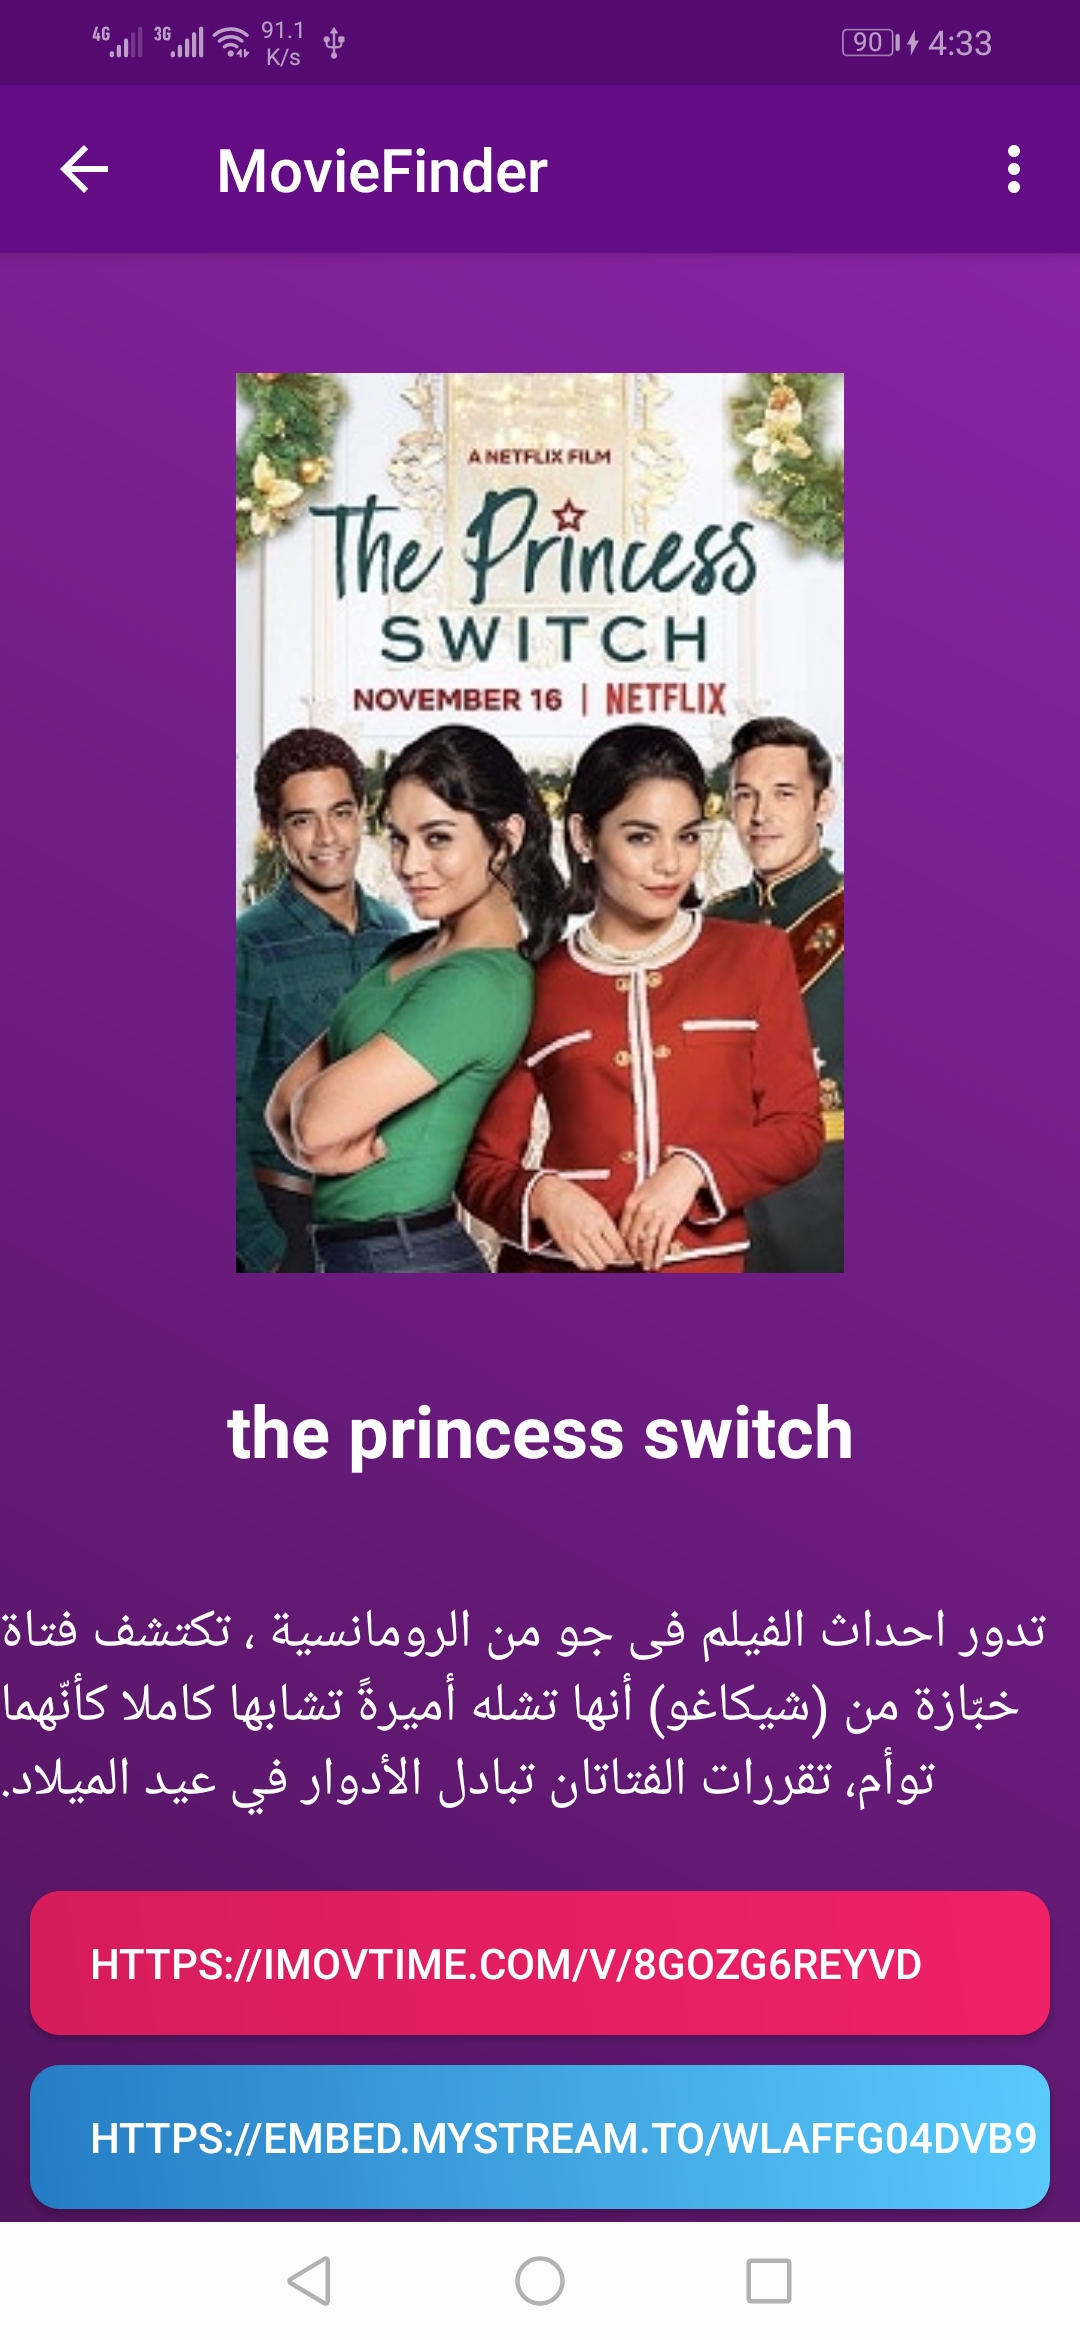 4G 3G 91.1 K/s 90 4:33
MovieFinder
A NETFLIX FILM
The Princess
SWITCH
NOVEMBER 16 | NETFLIX
the princess switch
تدور احداث الفيلم فى جو من الرومانسية ، تكتشف فتاة
خبّازة من (شيكاغو) أنها تشله أميرةً تشابها كاملا كأنّهما
توأم، تقررات الفتاتان تبادل الأدوار في عيد الميلاد.
HTTPS://IMOVTIME.COM/V/8GOZG6REYVD
HTTPS://EMBED.MYSTREAM.TO/WLAFFG04DVB9